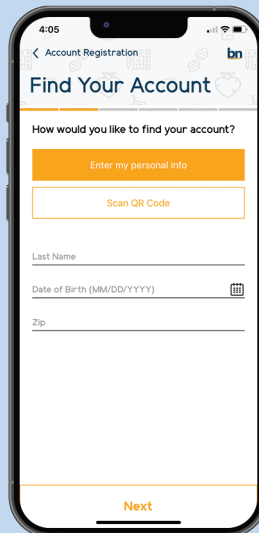 4:05
Account Registration
bn
Find Your Account
How would you like to find your account?
Enter my personal info
Scan QR Code
Last Name
Date of Birth (MM/DD/YYYY)
Zip
Next